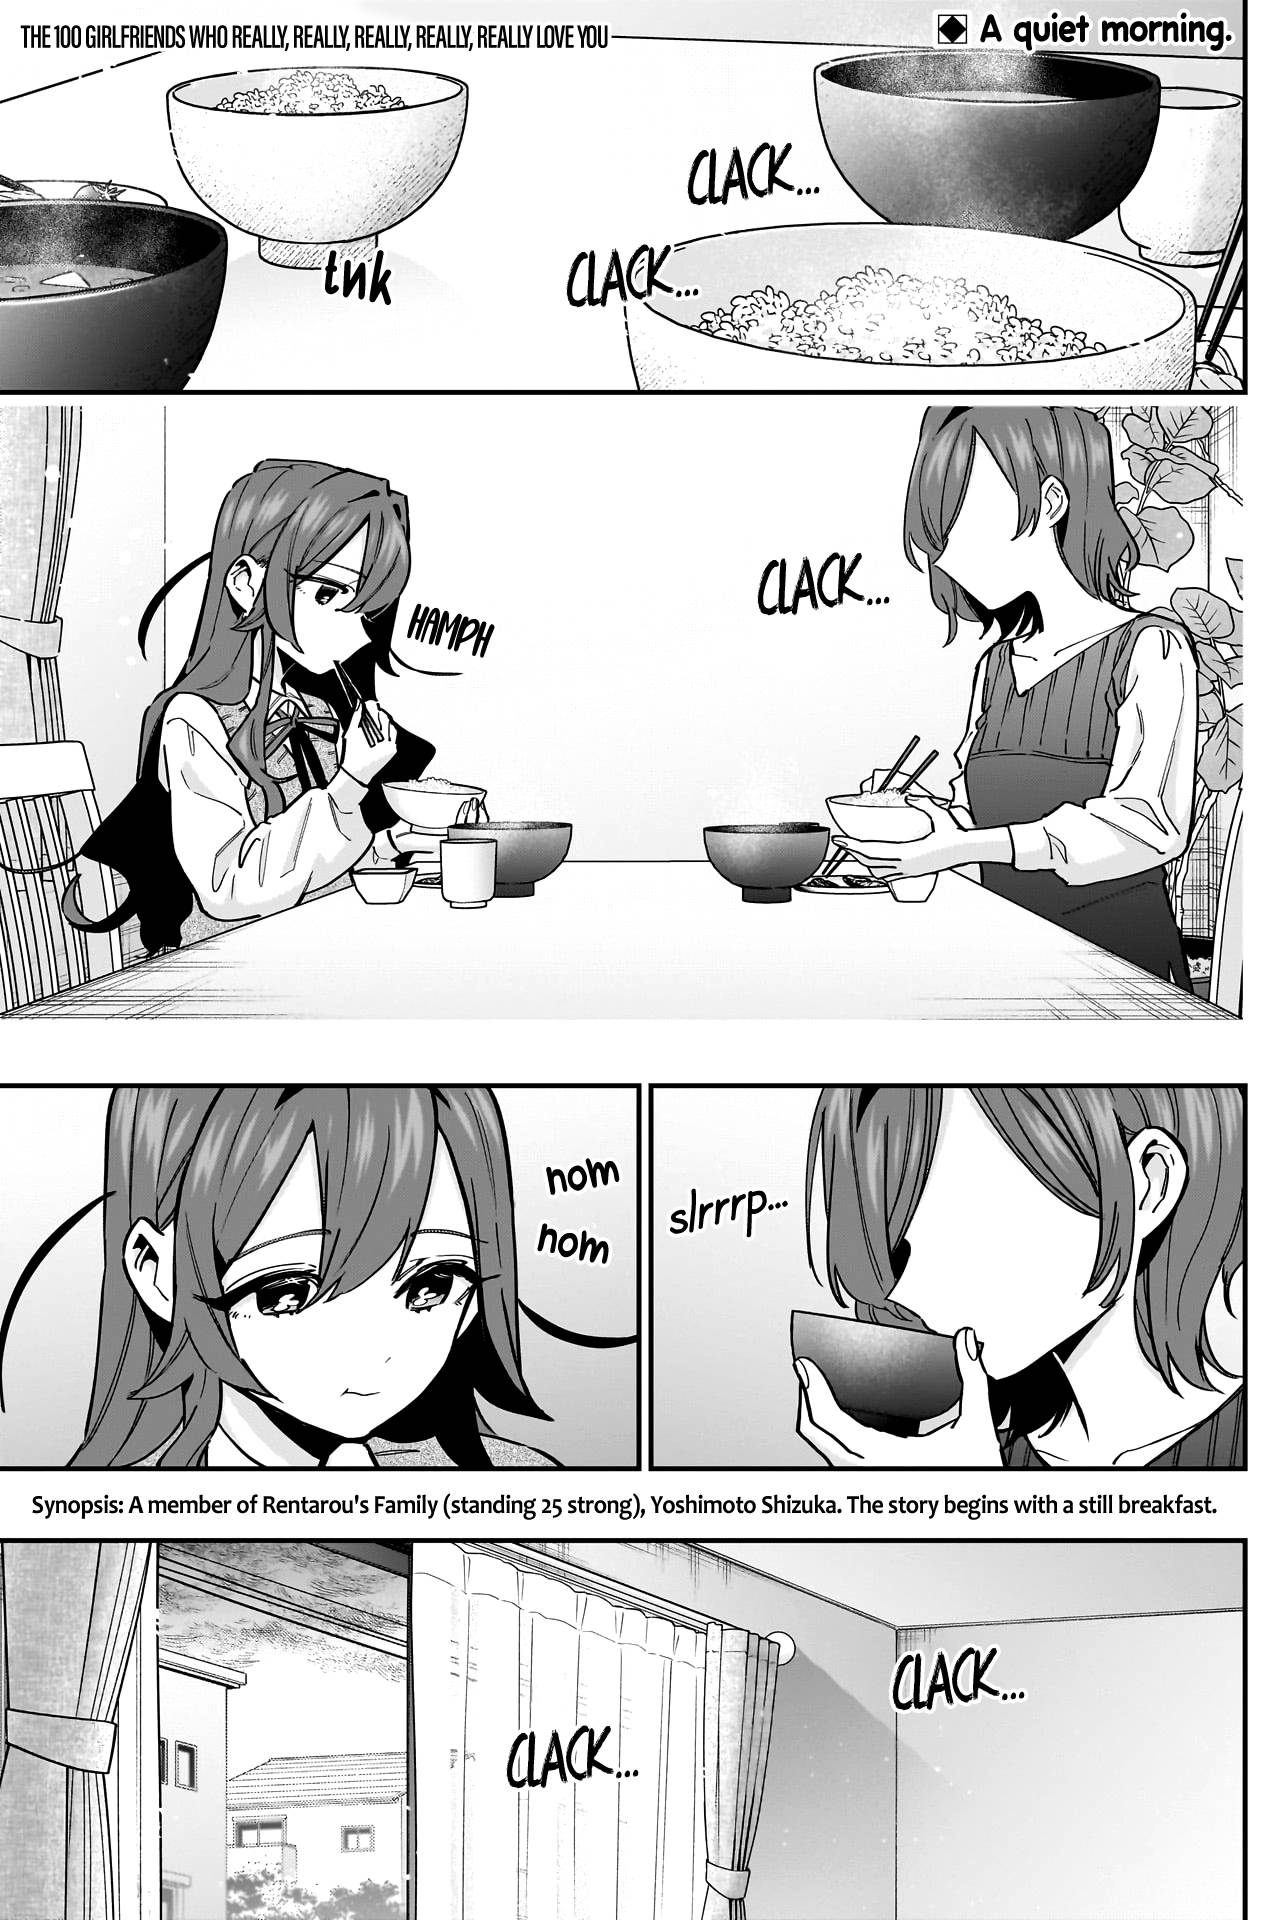 THE 100 GIRLFRIENDS WHO REALLY, REALLY, REALLY, REALLY, REALLY LOVE YOU
A quiet morning.
CLACK...
CLACK...
tnk
CLACK...
HAMPH
slrrrp...
nom
nom
Synopsis: A member of Rentarou's Family (standing 25 strong), Yoshimoto Shizuka. The story begins with a still breakfast.
CLACK...
CLACK...